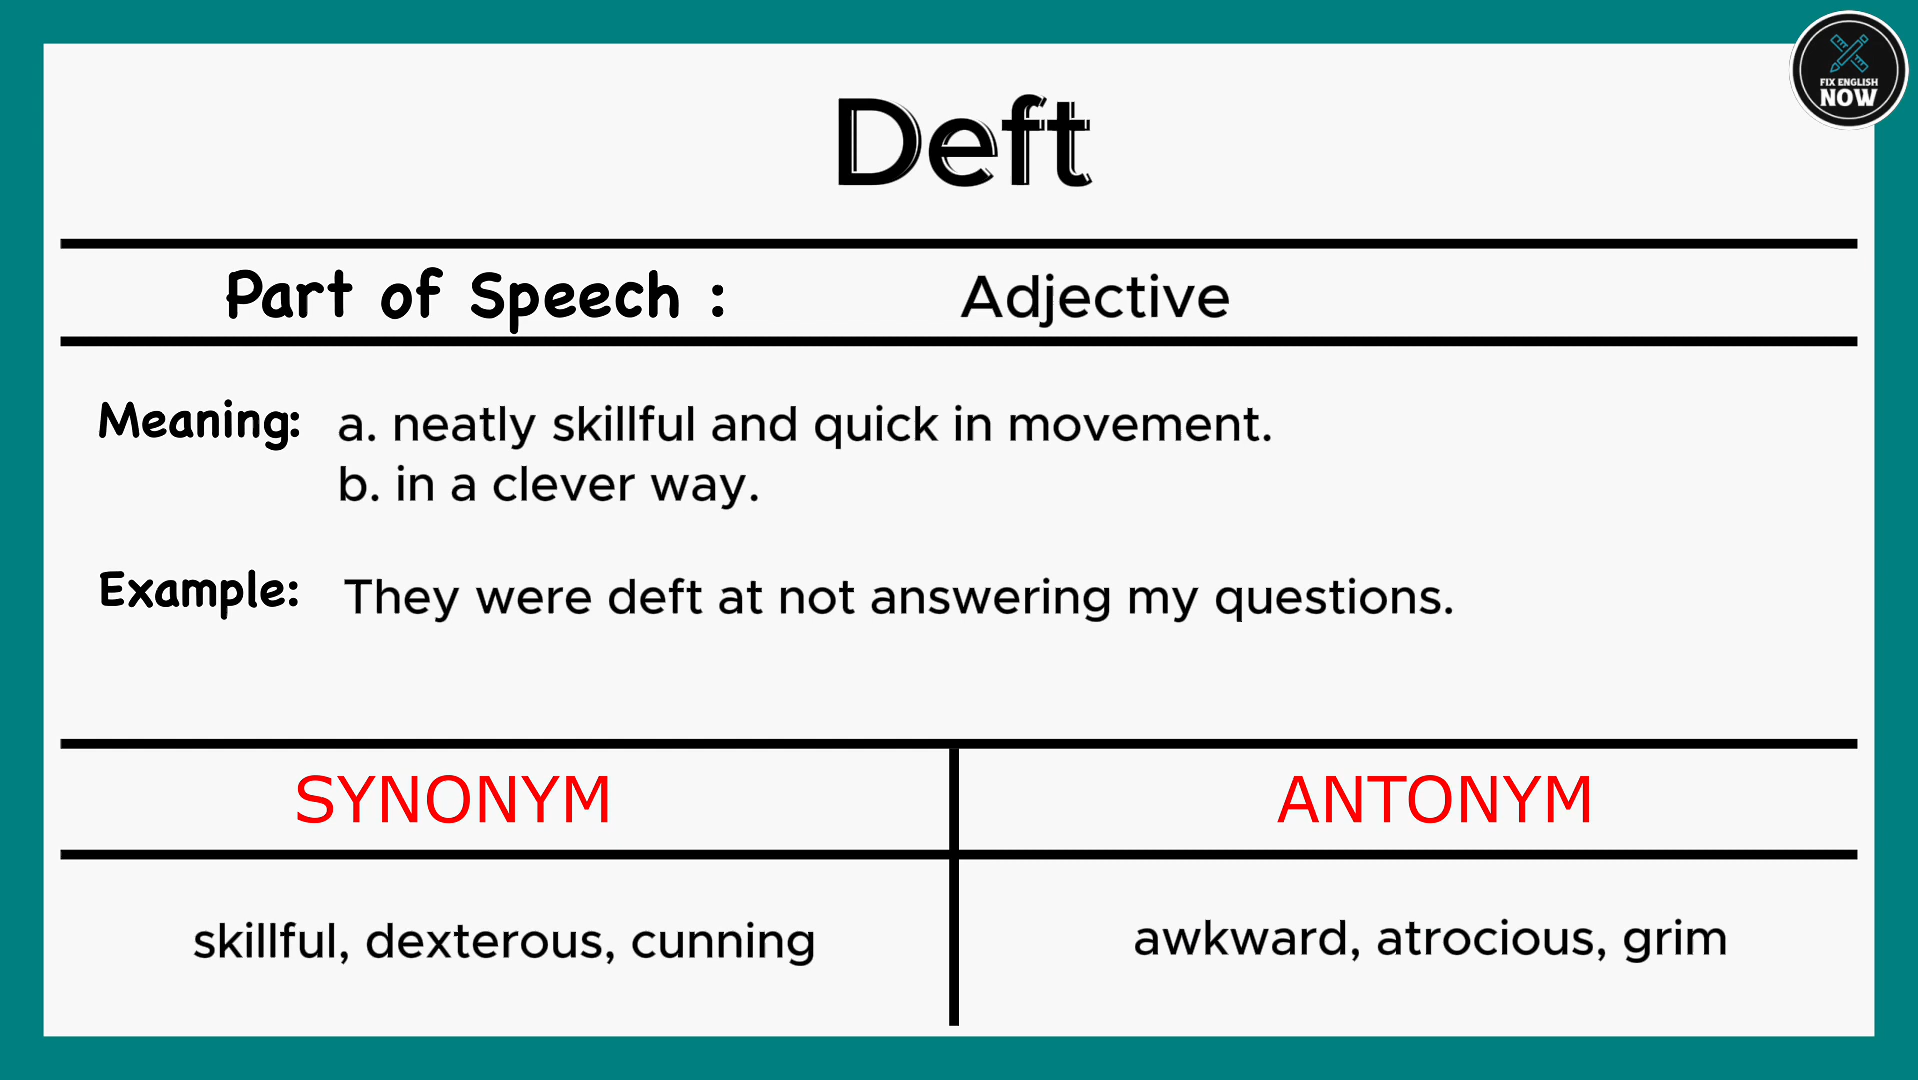 FIX ENGLISH
NOW
Deft
Part of Speech : Adjective
Meaning: a. neatly skillful and quick in movement.
b. in a clever way.
Example: They were deft at not answering my questions.
SYNONYM ANTONYM
skillful, dexterous, cunning awkward, atrocious, grim